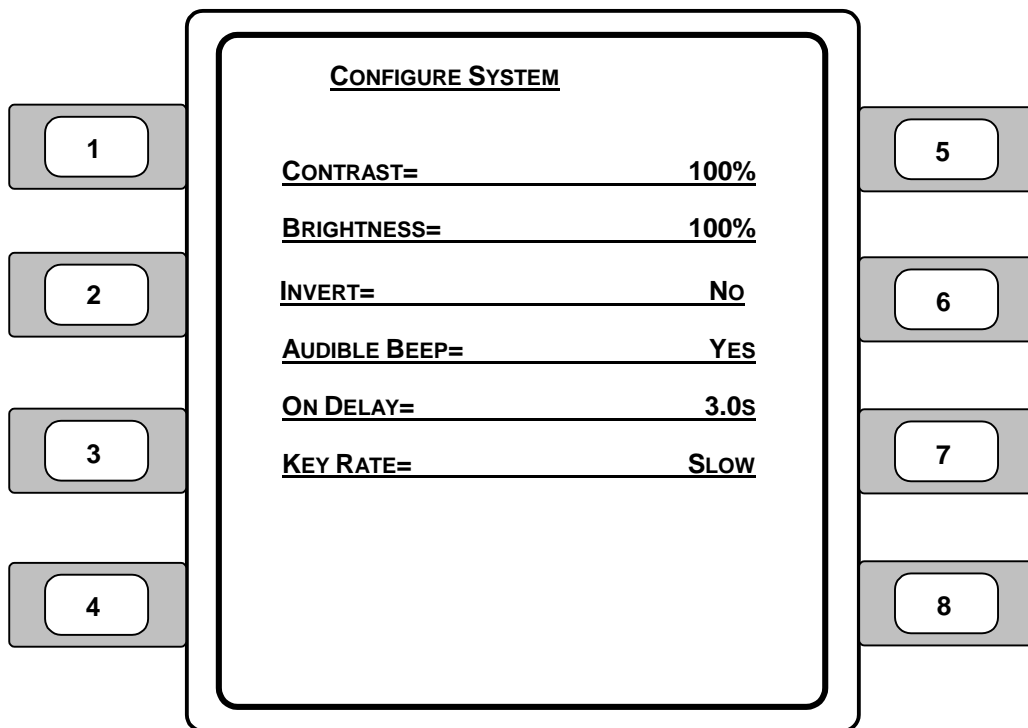 CONFIGURE SYSTEM
1
5
CONTRAST= 100%
BRIGHTNESS= 100%
2
6
INVERT= NO
AUDIBLE BEEP= YES
ON DELAY= 3.0S
3
7
KEY RATE= SLOW
4
8